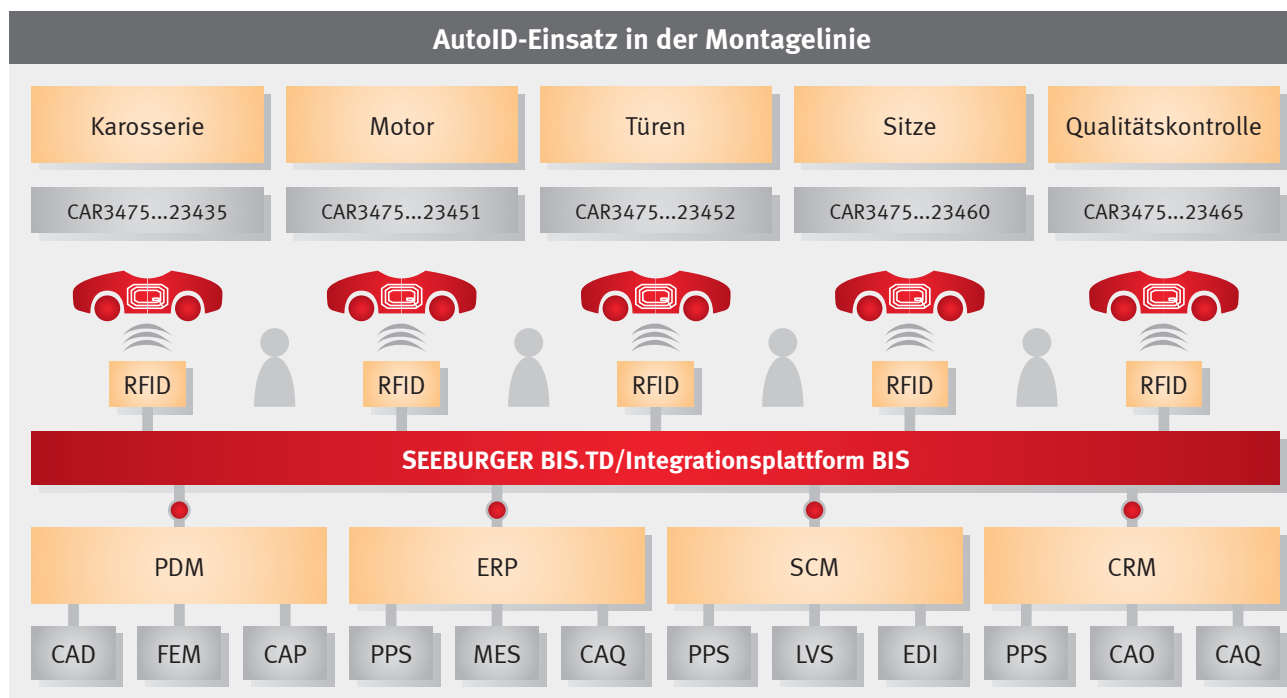 AutoID-Einsatz in der Montagelinie
Karosserie Motor Türen Sitze Qualitätskontrolle
CAR3475...23435 CAR3475...23451 CAR3475...23452 CAR3475...23460 CAR3475...23465
RFID RFID RFID RFID RFID
SEEBURGER BIS.TD/Integrationsplattform BIS
PDM ERP SCM CRM
CAD FEM CAP PPS MES CAQ PPS LVS EDI PPS CAO CAQ